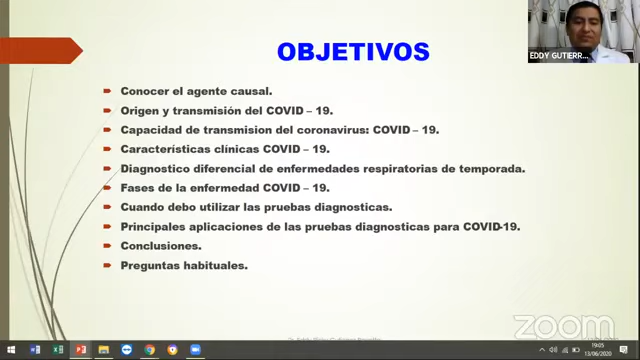 OBJETIVOS
EDDY GUTIERR...
Conocer el agente causal.
Origen y transmisión del COVID – 19.
Capacidad de transmision del coronavirus: COVID – 19.
Características clínicas COVID – 19.
Diagnostico diferencial de enfermedades respiratorias de temporada.
Fases de la enfermedad COVID – 19.
Cuando debo utilizar las pruebas diagnosticas.
Principales aplicaciones de las pruebas diagnosticas para COVID-19.
Conclusiones.
Preguntas habituales.
zoom
19:05
13/06/2020